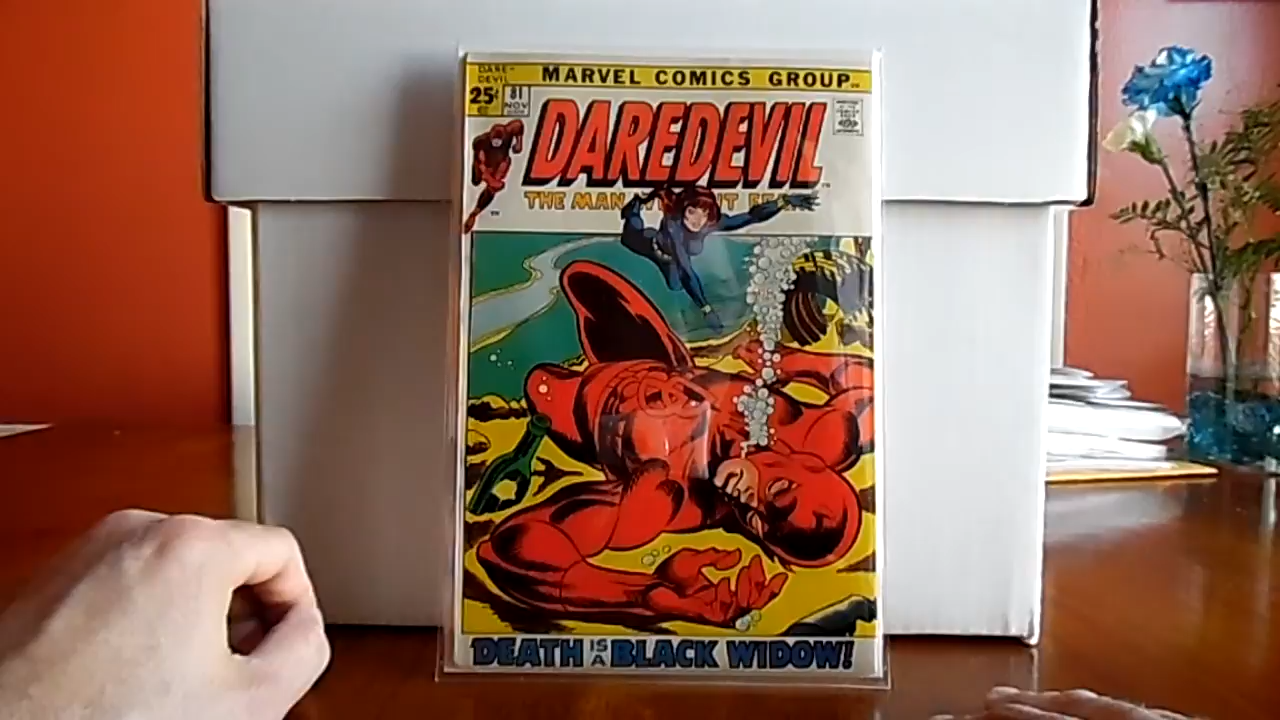 DARE-
DEVIL
MARVEL COMICS GROUP
25¢
81
NOV
DAREDEVIL
THE MAN
DEATH IS A BLACK WIDOW!